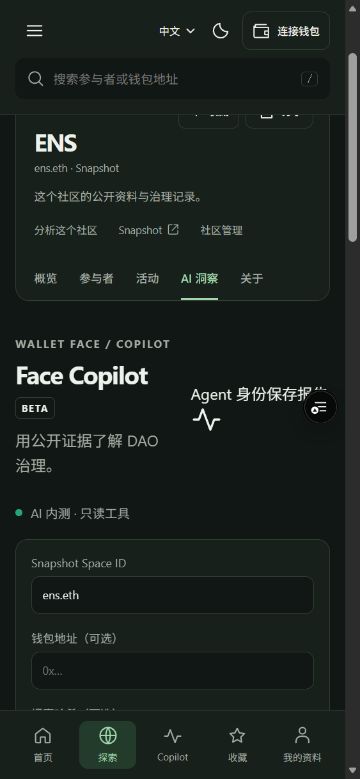 中文
连接钱包
搜索参与者或钱包地址
/
ENS
ens.eth · Snapshot
这个社区的公开资料与治理记录。
分析这个社区
Snapshot
社区管理
概览
参与者
活动
AI 洞察
关于
WALLET FACE / COPILOT
Face Copilot
BETA
Agent 身份保存报告
用公开证据了解 DAO
治理。
AI 内测 · 只读工具
Snapshot Space ID
ens.eth
钱包地址（可选）
0x...
首页
探索
Copilot
收藏
我的资料